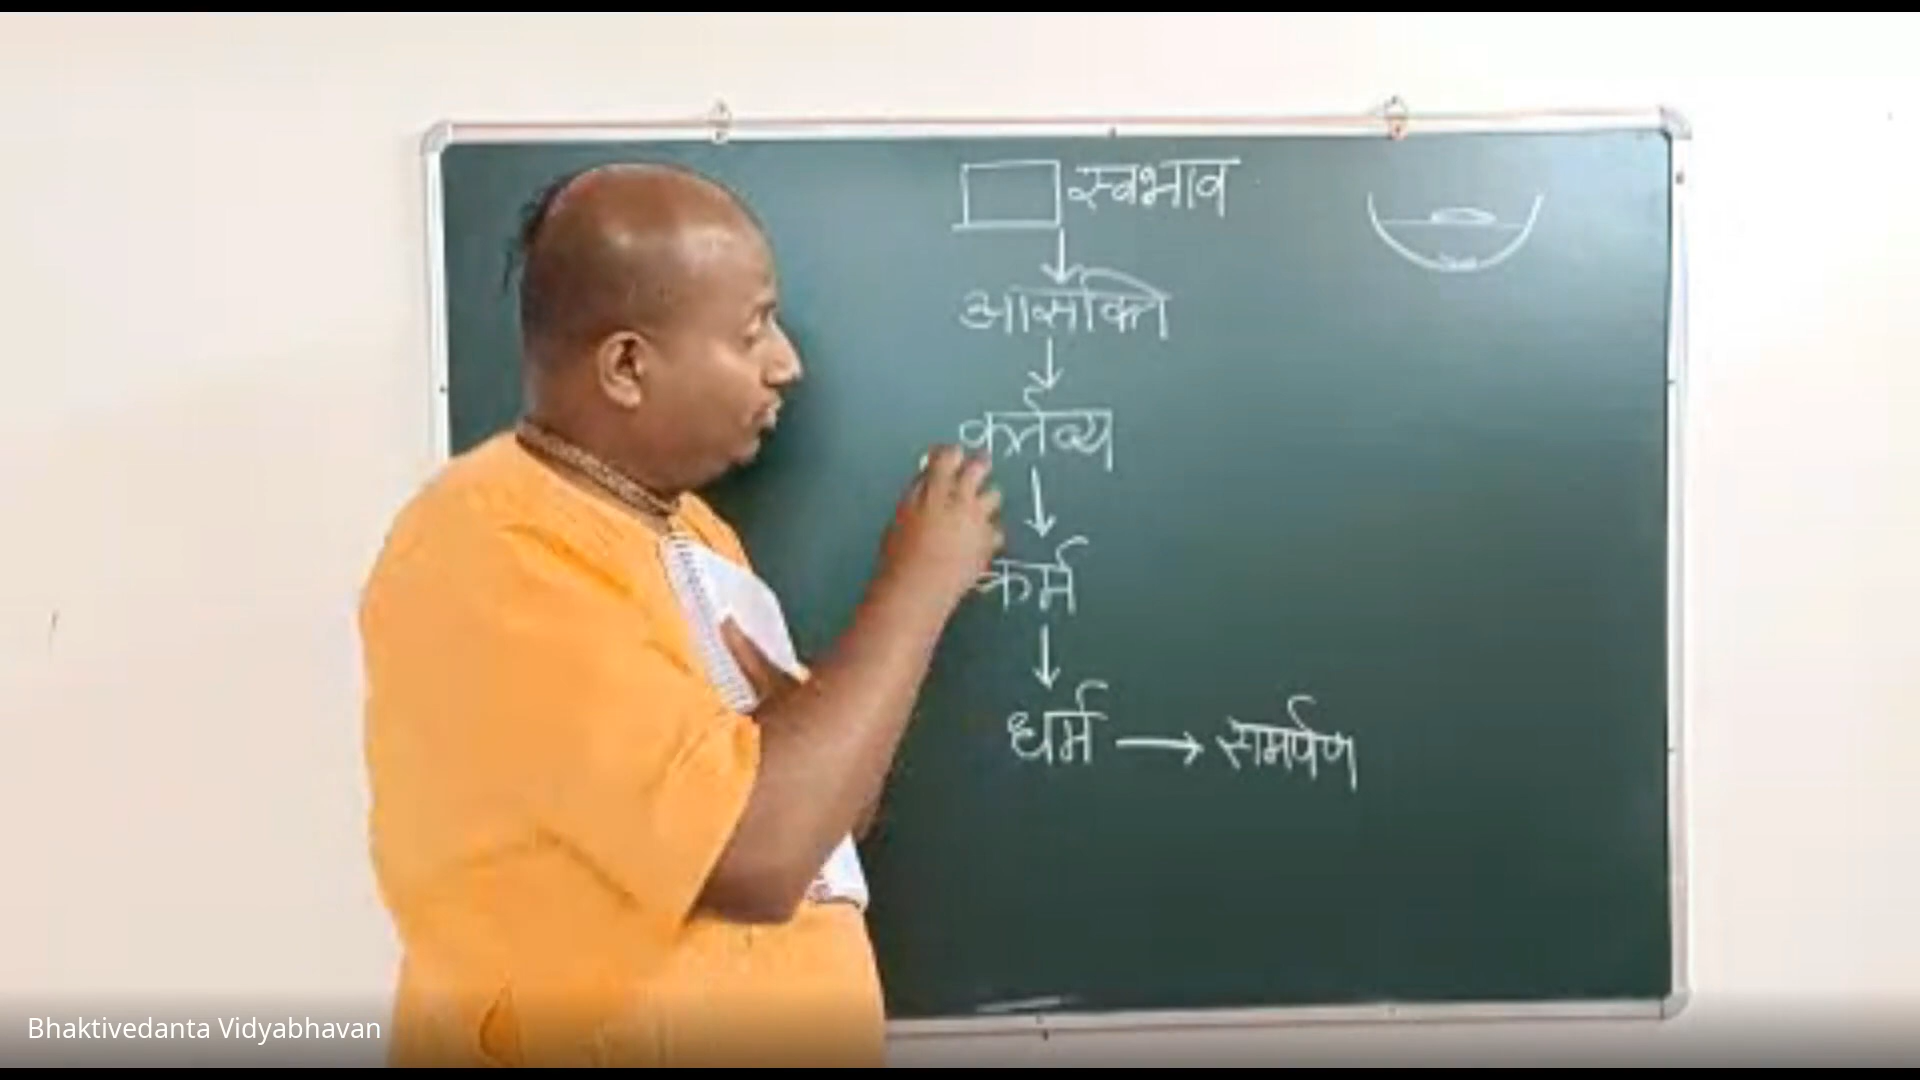 स्वभाव
आसक्ति
कर्तव्य
कर्म
धर्म → समर्पण
Bhaktivedanta Vidyabhavan